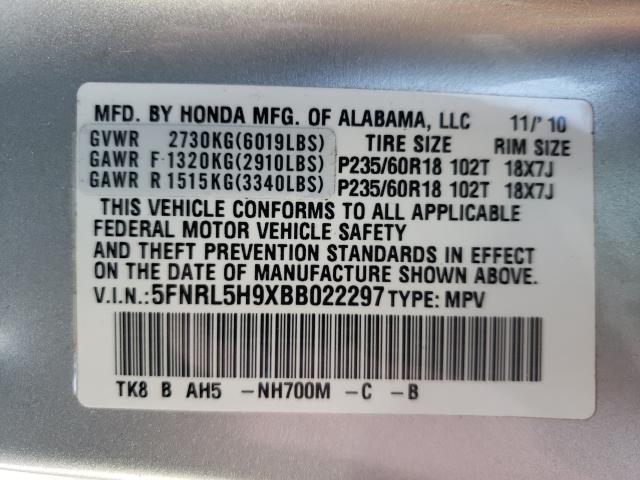 MFD. BY HONDA MFG. OF ALABAMA, LLC 11/'10
GVWR 2730KG(6019LBS) TIRE SIZE RIM SIZE
GAWR F 1320KG(2910LBS) P235/60R18 102T 18X7J
GAWR R 1515KG(3340LBS) P235/60R18 102T 18X7J
THIS VEHICLE CONFORMS TO ALL APPLICABLE
FEDERAL MOTOR VEHICLE SAFETY
AND THEFT PREVENTION STANDARDS IN EFFECT
ON THE DATE OF MANUFACTURE SHOWN ABOVE.
V.I.N.:5FNRL5H9XBB022297 TYPE: MPV
TK8 B AH5 -NH700M -C -B